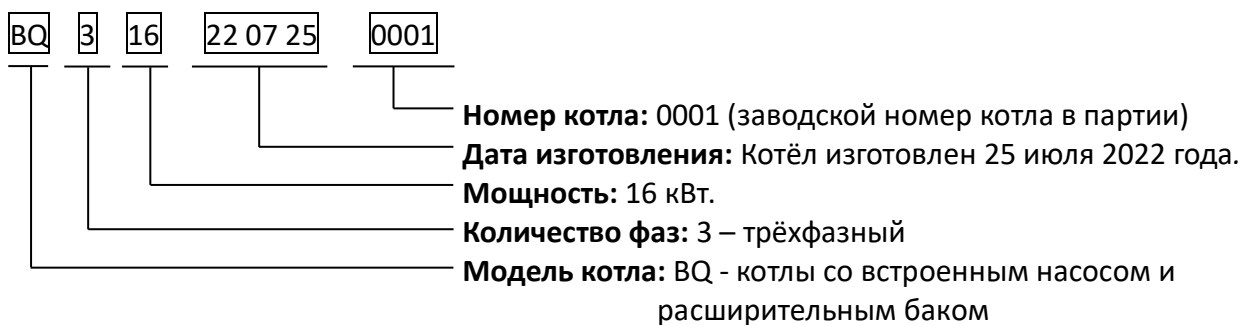 BQ 3 16 22 07 25 0001
Номер котла: 0001 (заводской номер котла в партии)
Дата изготовления: Котёл изготовлен 25 июля 2022 года.
Мощность: 16 кВт.
Количество фаз: 3 – трёхфазный
Модель котла: BQ - котлы со встроенным насосом и
расширительным баком